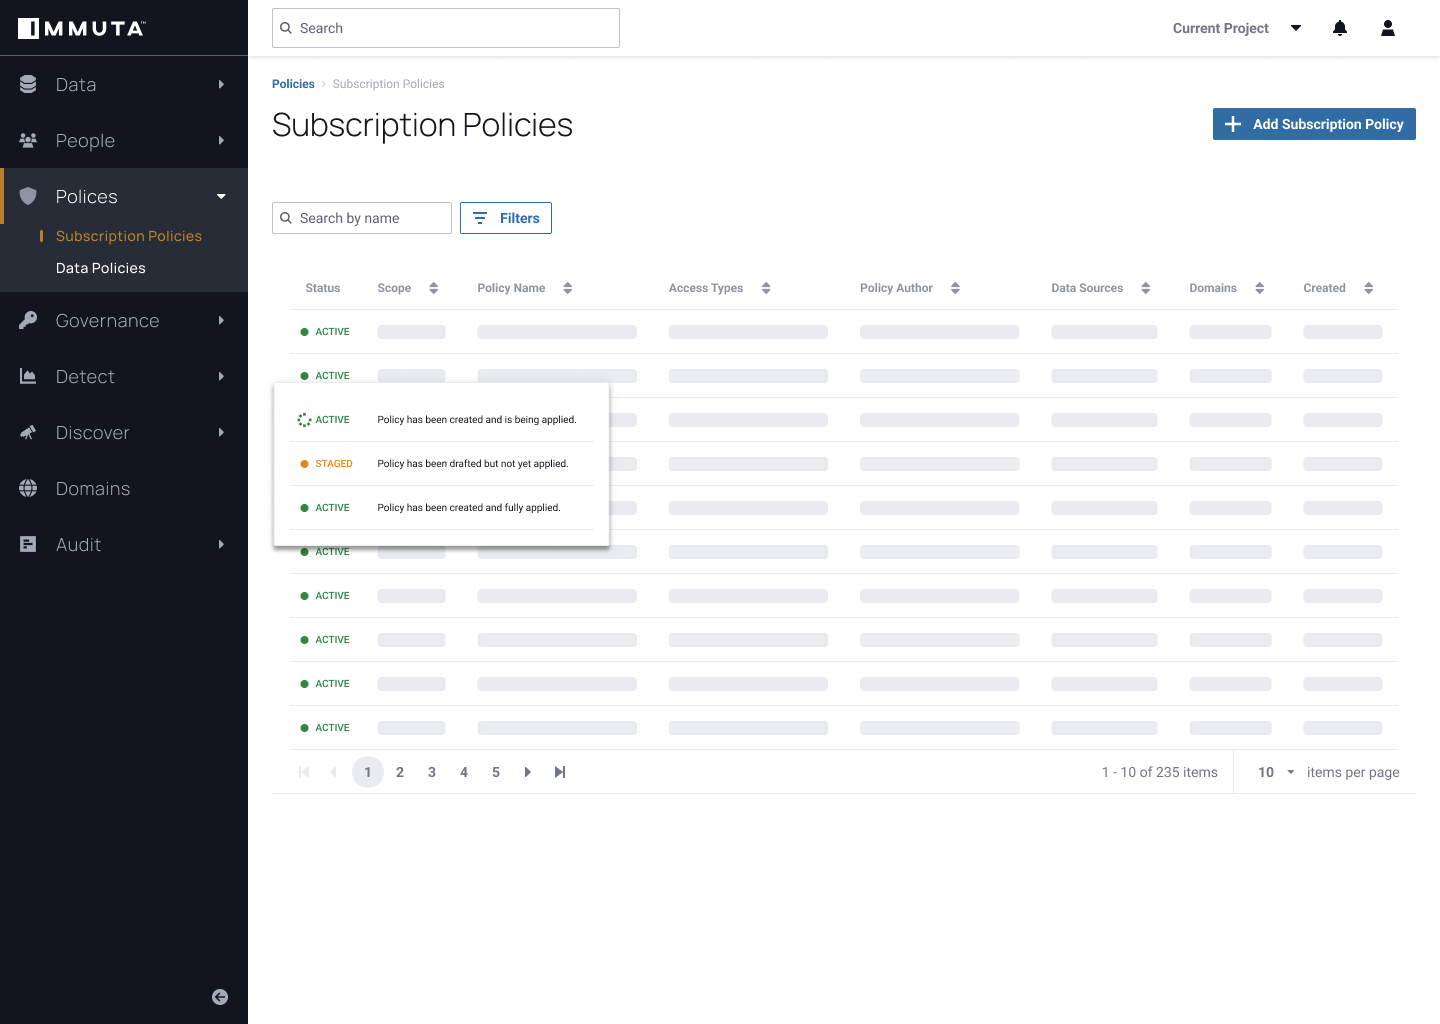 IMMUTA™
Search
Current Project
Data
People
Polices
Subscription Policies
Data Policies
Governance
Detect
Discover
Domains
Audit
Policies Subscription Policies
Subscription Policies
Add Subscription Policy
Search by name
Filters
Status Scope Policy Name Access Types Policy Author Data Sources Domains Created
ACTIVE
ACTIVE
ACTIVE Policy has been created and is being applied.
STAGED Policy has been drafted but not yet applied.
ACTIVE Policy has been created and fully applied.
ACTIVE
ACTIVE
ACTIVE
ACTIVE
ACTIVE
1 2 3 4 5 1 - 10 of 235 items 10 items per page